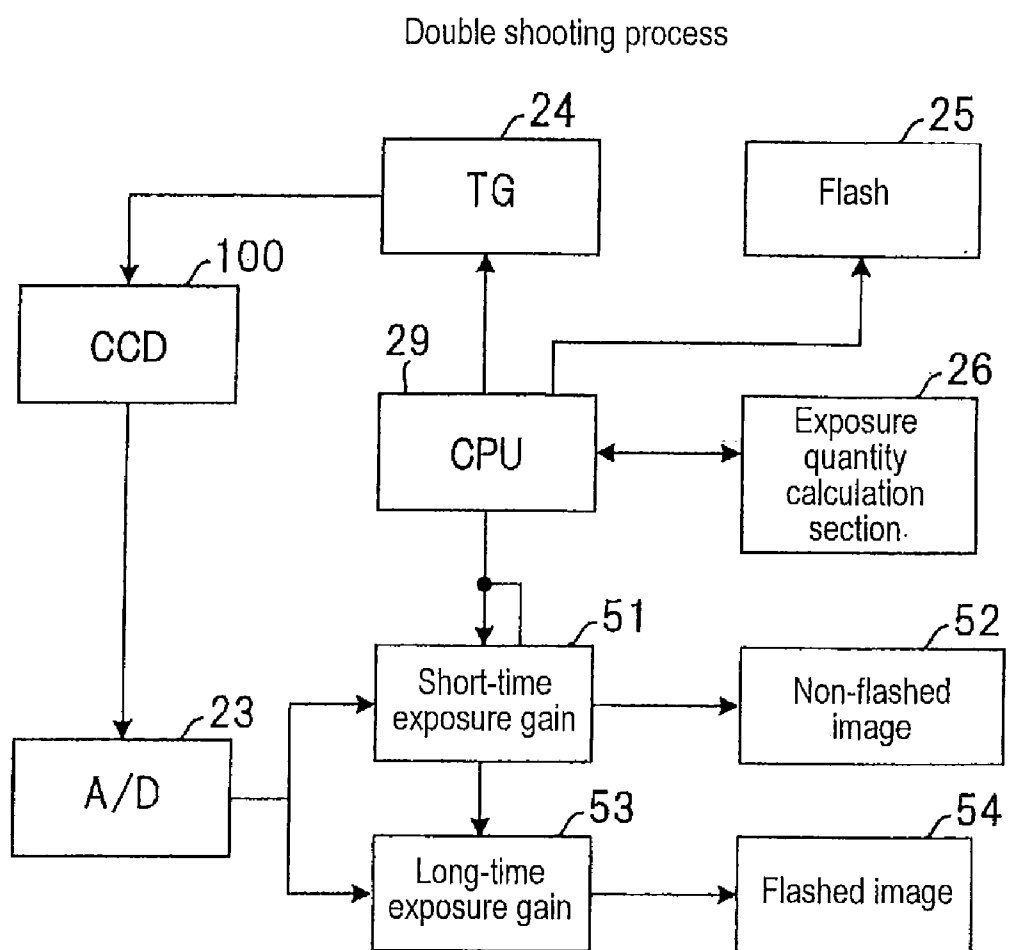 Double shooting process
24
TG
25
Flash
100
CCD
29
CPU
26
Exposure
quantity
calculation
section
51
Short-time
exposure gain
52
Non-flashed
image
23
A/D
53
Long-time
exposure gain
54
Flashed image